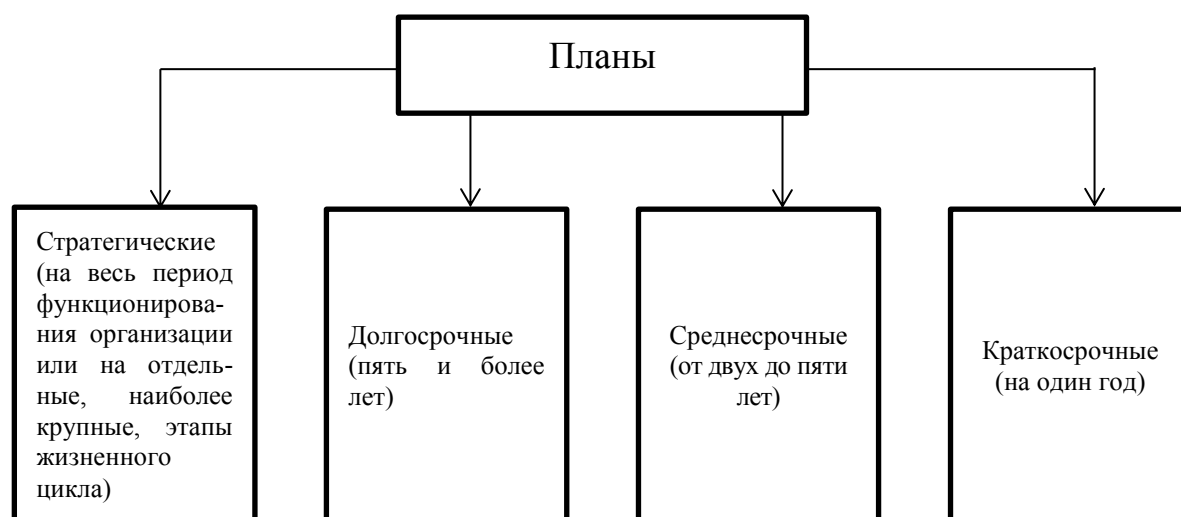 Планы
Стратегические
(на весь период
функционирова-
ния организации
или на отдель-
ные, наиболее
крупные, этапы
жизненного
цикла)
Долгосрочные
(пять и более
лет)
Среднесрочные
(от двух до пяти
лет)
Краткосрочные
(на один год)